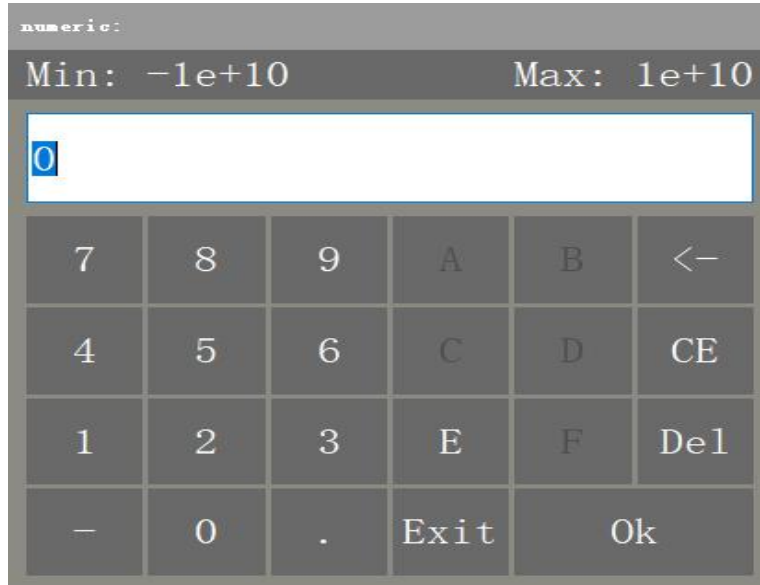 numeric:
Min: -1e+10 Max: 1e+10
0
7 8 9 A B <-
4 5 6 C D CE
1 2 3 E F Del
- 0 . Exit Ok